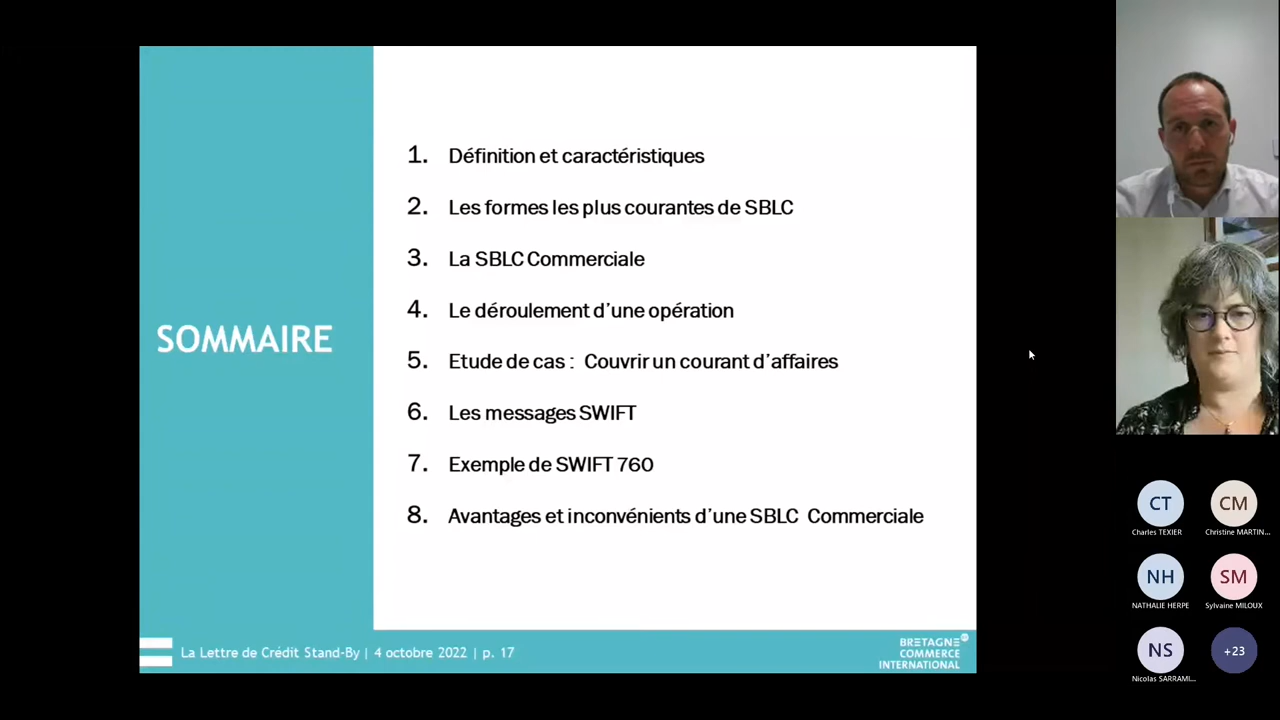 SOMMAIRE
1. Définition et caractéristiques
2. Les formes les plus courantes de SBLC
3. La SBLC Commerciale
4. Le déroulement d’une opération
5. Etude de cas : Couvrir un courant d’affaires
6. Les messages SWIFT
7. Exemple de SWIFT 760
8. Avantages et inconvénients d’une SBLC Commerciale
La Lettre de Crédit Stand-By | 4 octobre 2022 | p. 17
BRETAGNE
COMMERCE
INTERNATIONAL
CT CM
Charles TEXIER Christine MARTIN...
NH SM
NATHALIE HERPE Sylvaine MILOUX
NS +23
Nicolas SARRAMI...